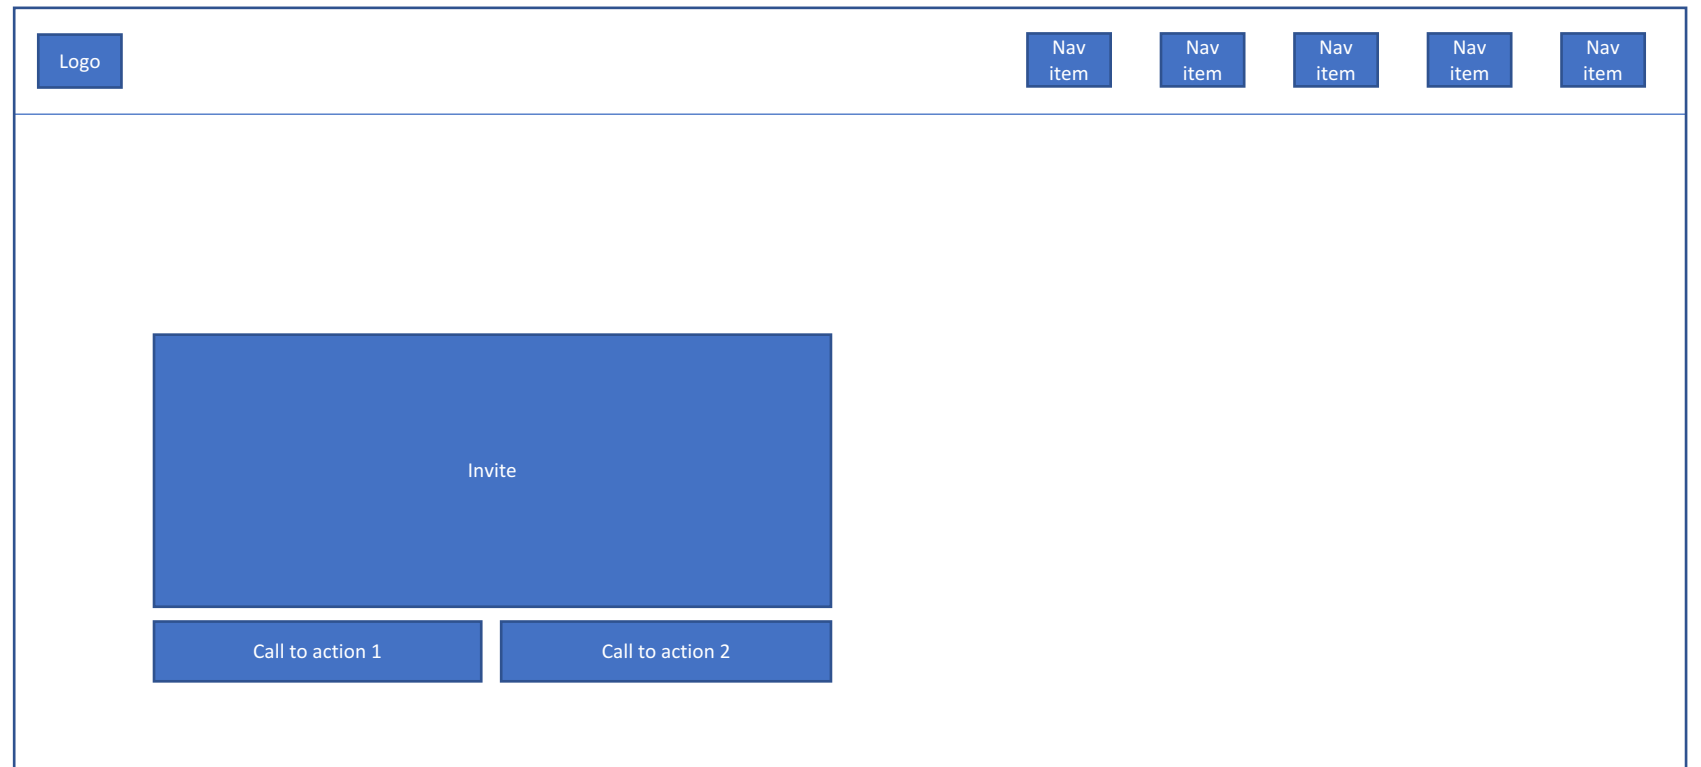 Logo
Nav
item
Nav
item
Nav
item
Nav
item
Nav
item
Invite
Call to action 1
Call to action 2